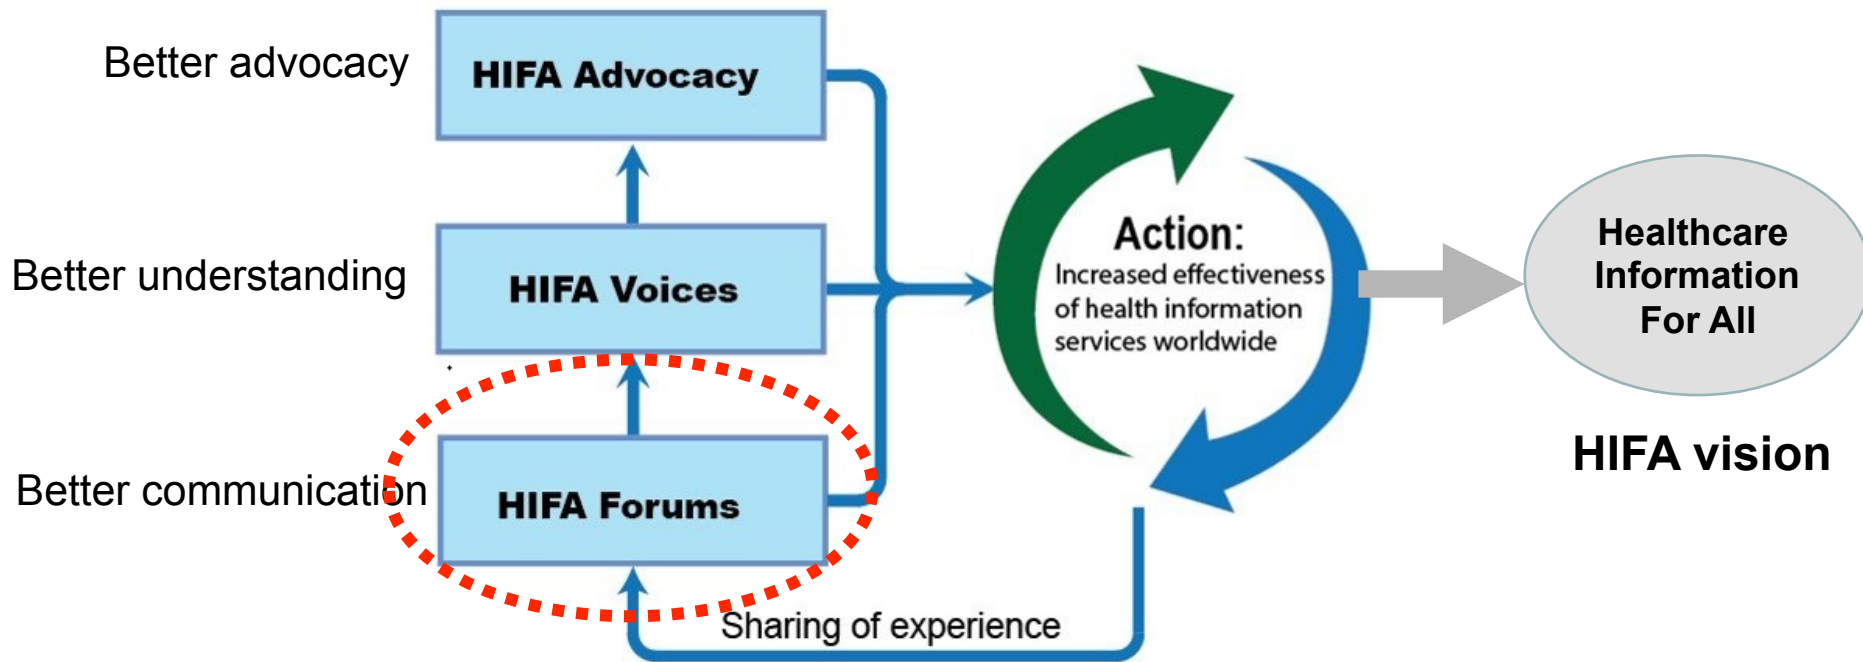 Better advocacy
HIFA Advocacy
Better understanding
HIFA Voices
Better communication
HIFA Forums
Action:
Increased effectiveness
of health information
services worldwide
Sharing of experience
Healthcare
Information
For All
HIFA vision